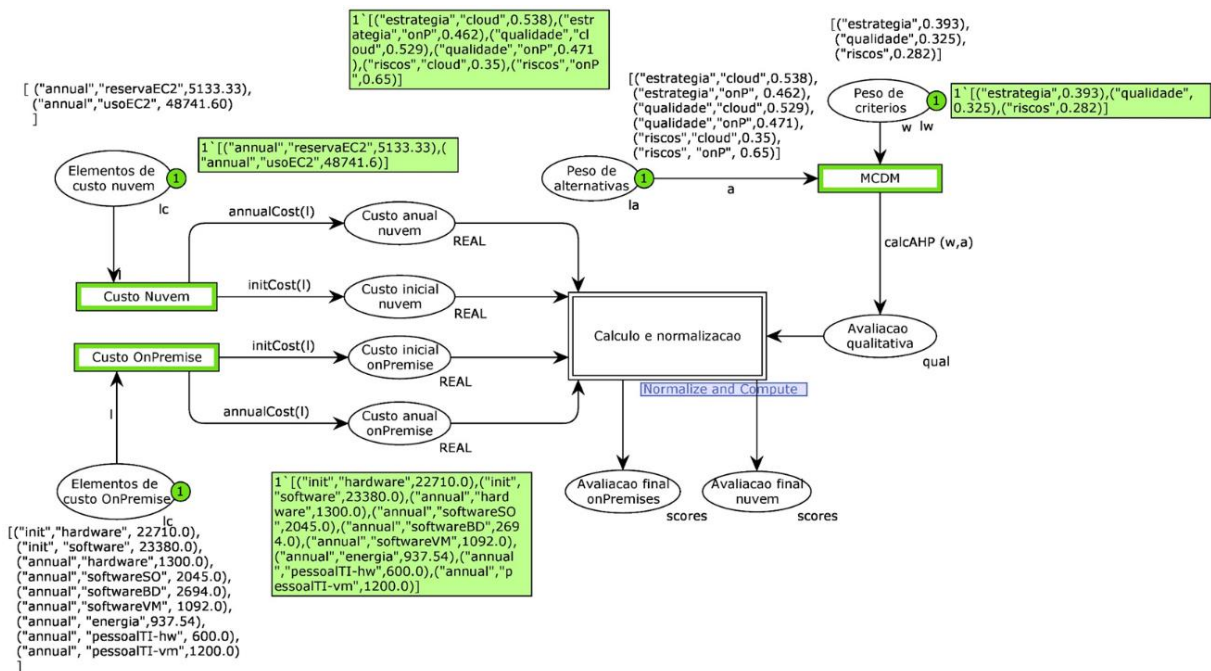 1`[("estrategia","cloud",0.538),("estr
ategia","onP",0.462),("qualidade","cl
oud",0.529),("qualidade","onP",0.471
),("riscos","cloud",0.35),("riscos","onP
",0.65)]
[("estrategia",0.393),
("qualidade",0.325),
("riscos",0.282)]
[("estrategia","cloud",0.538),
("estrategia","onP", 0.462),
("qualidade","cloud",0.529),
("qualidade","onP",0.471),
("riscos","cloud",0.35),
("riscos", "onP", 0.65)]
Peso de
criterios
1
w
lw
1`[("estrategia",0.393),("qualidade",
0.325),("riscos",0.282)]
[ ("annual","reservaEC2",5133.33),
("annual","usoEC2", 48741.60)
]
1`[("annual","reservaEC2",5133.33),(
"annual","usoEC2",48741.6)]
Elementos de
custo nuvem
1
lc
Peso de
alternativas
1
la
a
MCDM
calcAHP (w,a)
annualCost(l)
Custo anual
nuvem
REAL
l
Custo Nuvem
initCost(l)
Custo inicial
nuvem
REAL
Calculo e normalizacao
Normalize and Compute
Avaliacao
qualitativa
qual
Custo OnPremise
initCost(l)
Custo inicial
onPremise
REAL
l
annualCost(l)
Custo anual
onPremise
REAL
Elementos de
custo OnPremise
1
lc
1`[("init","hardware",22710.0),("init",
"software",23380.0),("annual","hard
ware",1300.0),("annual","softwareSO"
,2045.0),("annual","softwareBD",269
4.0),("annual","softwareVM",1092.0),
("annual","energia",937.54),("annual
","pessoalTI-hw",600.0),("annual","p
essoalTI-vm",1200.0)]
Avaliacao final
onPremises
scores
Avaliacao final
nuvem
scores
[("init","hardware", 22710.0),
("init", "software", 23380.0),
("annual","hardware",1300.0),
("annual","softwareSO", 2045.0),
("annual","softwareBD", 2694.0),
("annual","softwareVM", 1092.0),
("annual", "energia",937.54),
("annual", "pessoalTI-hw", 600.0),
("annual", "pessoalTI-vm",1200.0)
]